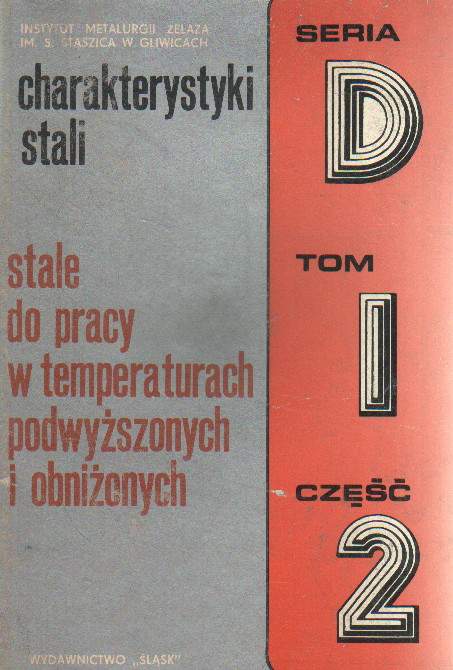 INSTYTUT METALURGII ŻELAZA
IM. S. STASZICA W GLIWICACH
charakterystyki
stali
stale
do pracy
w temperaturach
podwyższonych
i obniżonych
WYDAWNICTWO „ŚLĄSK"
SERIA
D
TOM
I
CZĘŚĆ
2